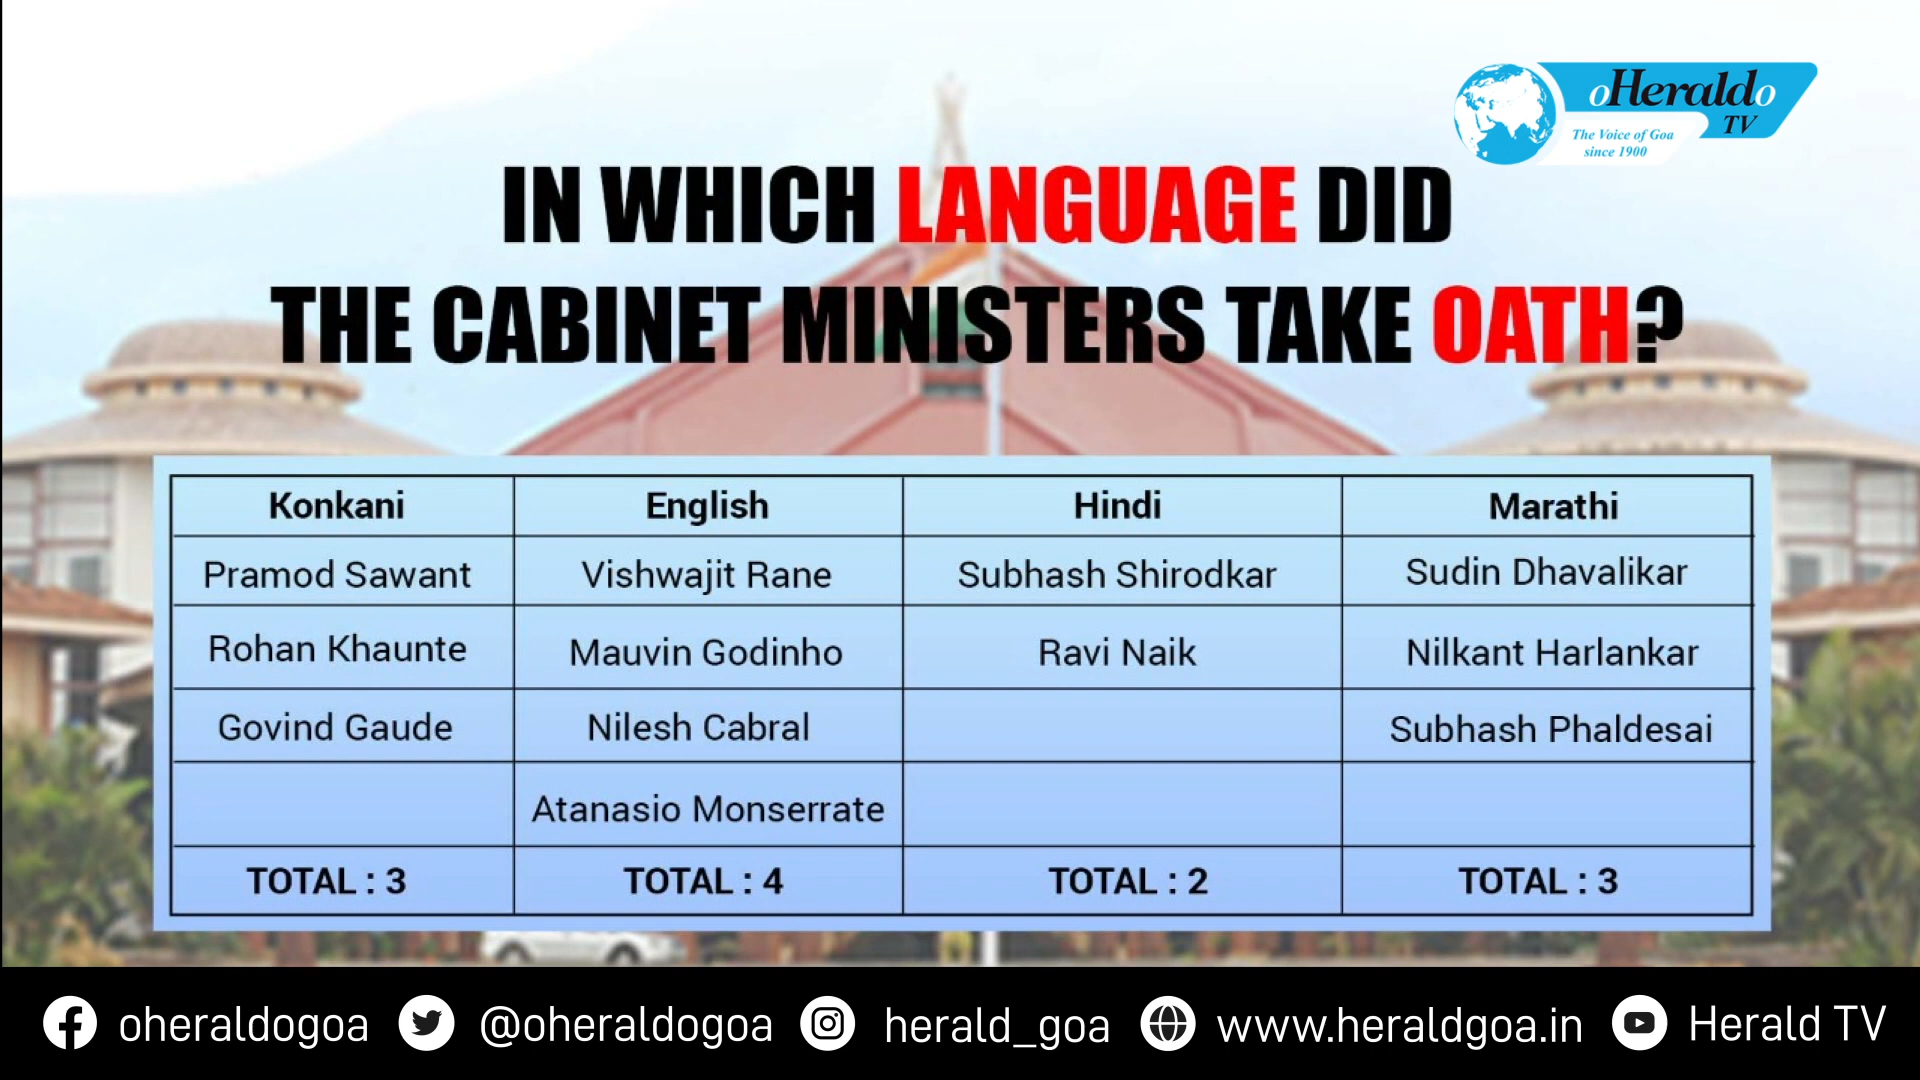 oHeraldo
TV
The Voice of Goa
since 1900
IN WHICH LANGUAGE DID
THE CABINET MINISTERS TAKE OATH?
Konkani English Hindi Marathi
Pramod Sawant Vishwajit Rane Subhash Shirodkar Sudin Dhavalikar
Rohan Khaunte Mauvin Godinho Ravi Naik Nilkant Harlankar
Govind Gaude Nilesh Cabral Subhash Phaldesai
Atanasio Monserrate
TOTAL : 3 TOTAL : 4 TOTAL : 2 TOTAL : 3
oheraldogoa @oheraldogoa herald_goa www.heraldgoa.in Herald TV